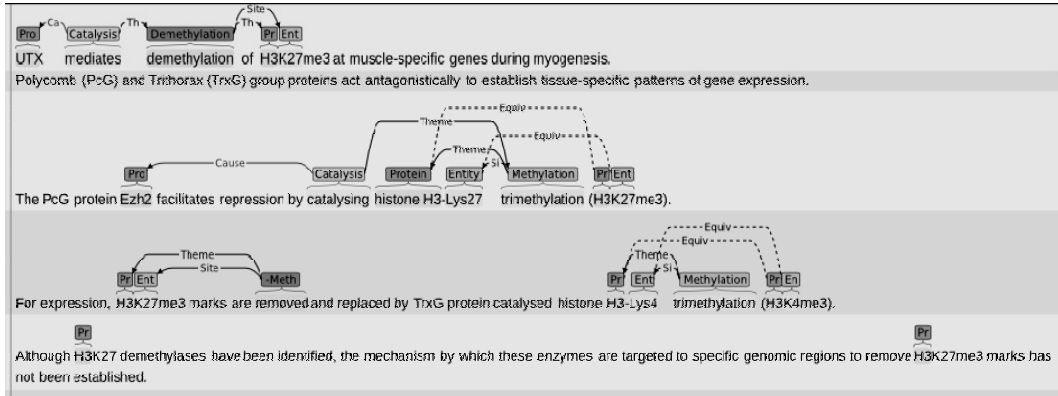 Site
Ca Th Th
Pro Catalysis Demethylation Pr Ent
UTX mediates demethylation of H3K27me3 at muscle-specific genes during myogenesis.
Polycomb (PcG) and Trithorax (TrxG) group proteins act antagonistically to establish tissue-specific patterns of gene expression.
Equiv
Theme
Equiv
Theme
Cause Si
Pro Catalysis Protein Entity Methylation Pr Ent
The PcG protein Ezh2 facilitates repression by catalysing histone H3-Lys27 trimethylation (H3K27me3).
Equiv
Equiv
Theme Theme
Site Si
Pr Ent -Meth Pr Ent Methylation Pr En
For expression, H3K27me3 marks are removed and replaced by TrxG protein catalysed histone H3-Lys4 trimethylation (H3K4me3).
Pr Pr
Although H3K27 demethylases have been identified, the mechanism by which these enzymes are targeted to specific genomic regions to remove H3K27me3 marks has
not been established.